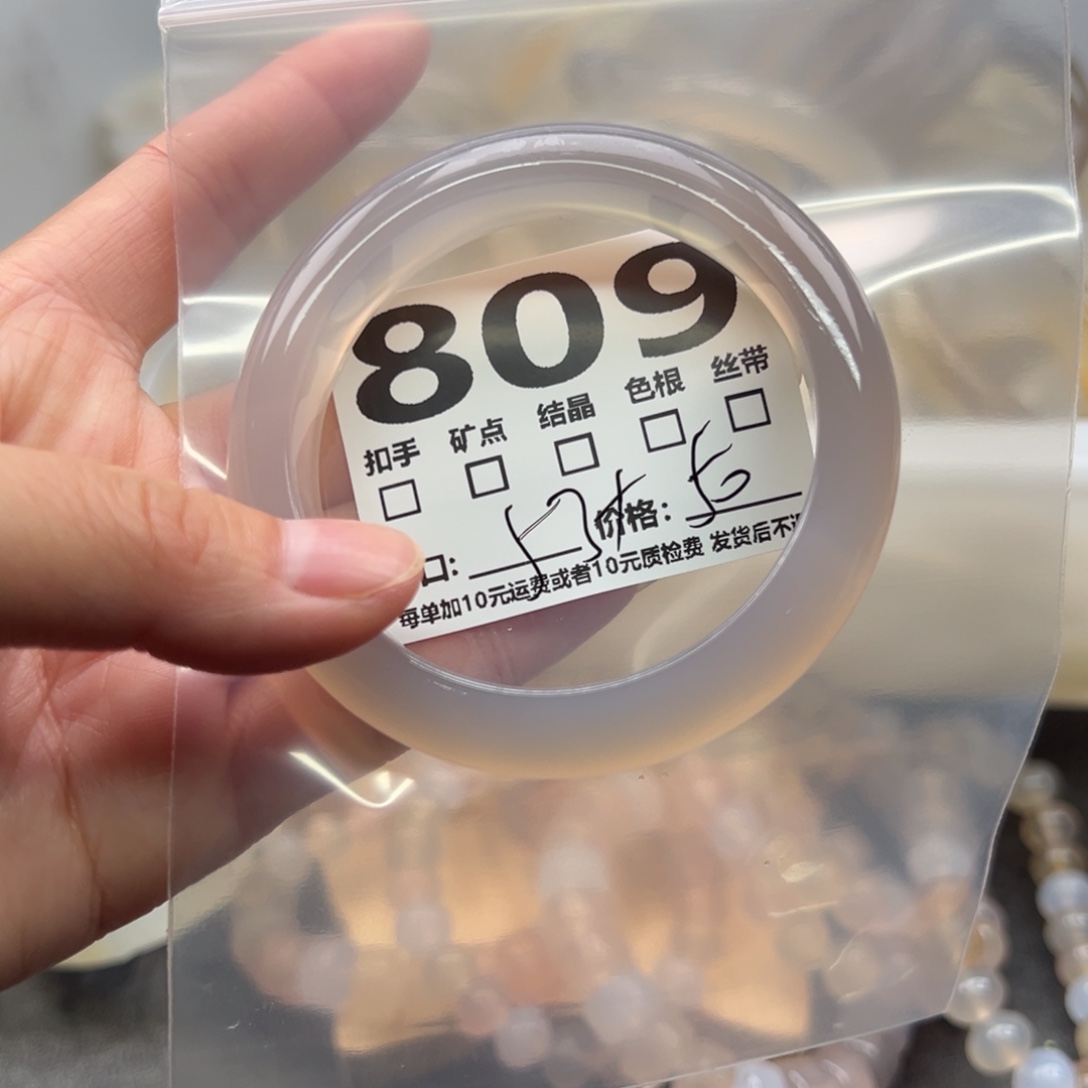 809
扣手 矿点 结晶 色根 丝带
口: 价格:
每单加10元运费或者10元质检费 发货后不退